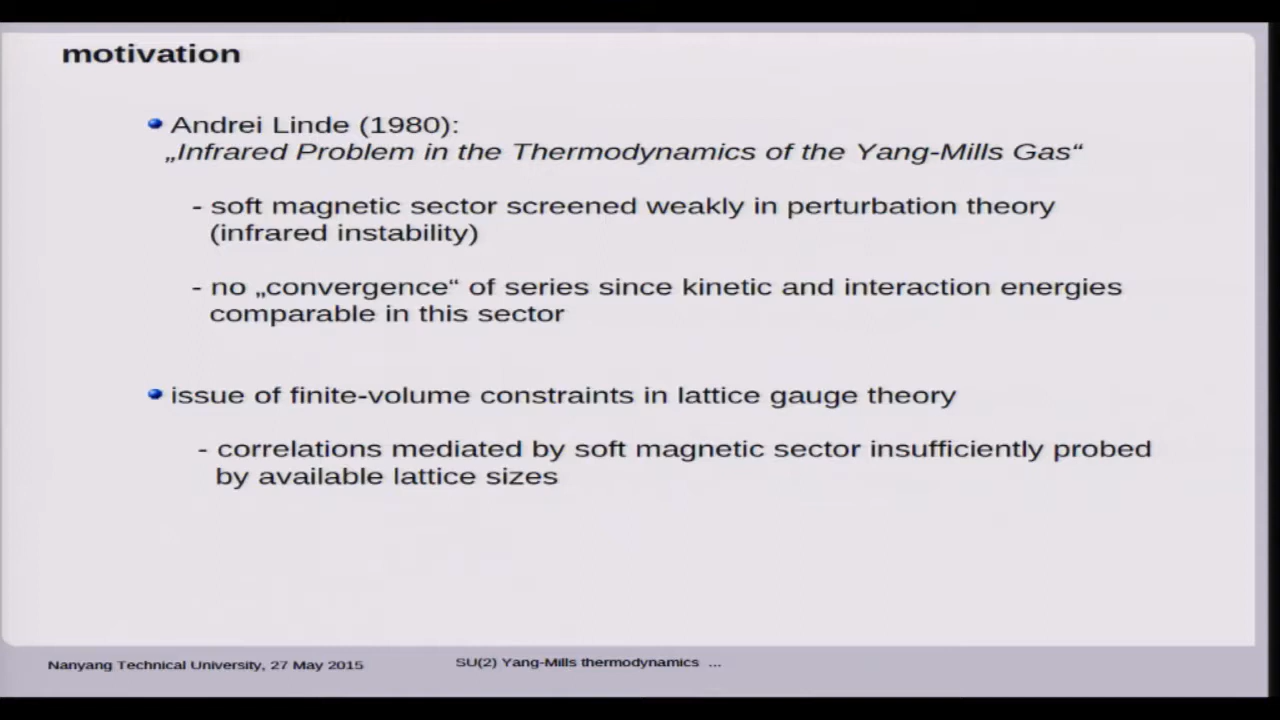 motivation
Andrei Linde (1980):
„Infrared Problem in the Thermodynamics of the Yang-Mills Gas“
- soft magnetic sector screened weakly in perturbation theory
(infrared instability)
- no „convergence“ of series since kinetic and interaction energies
comparable in this sector
issue of finite-volume constraints in lattice gauge theory
- correlations mediated by soft magnetic sector insufficiently probed
by available lattice sizes
Nanyang Technical University, 27 May 2015
SU(2) Yang-Mills thermodynamics ...